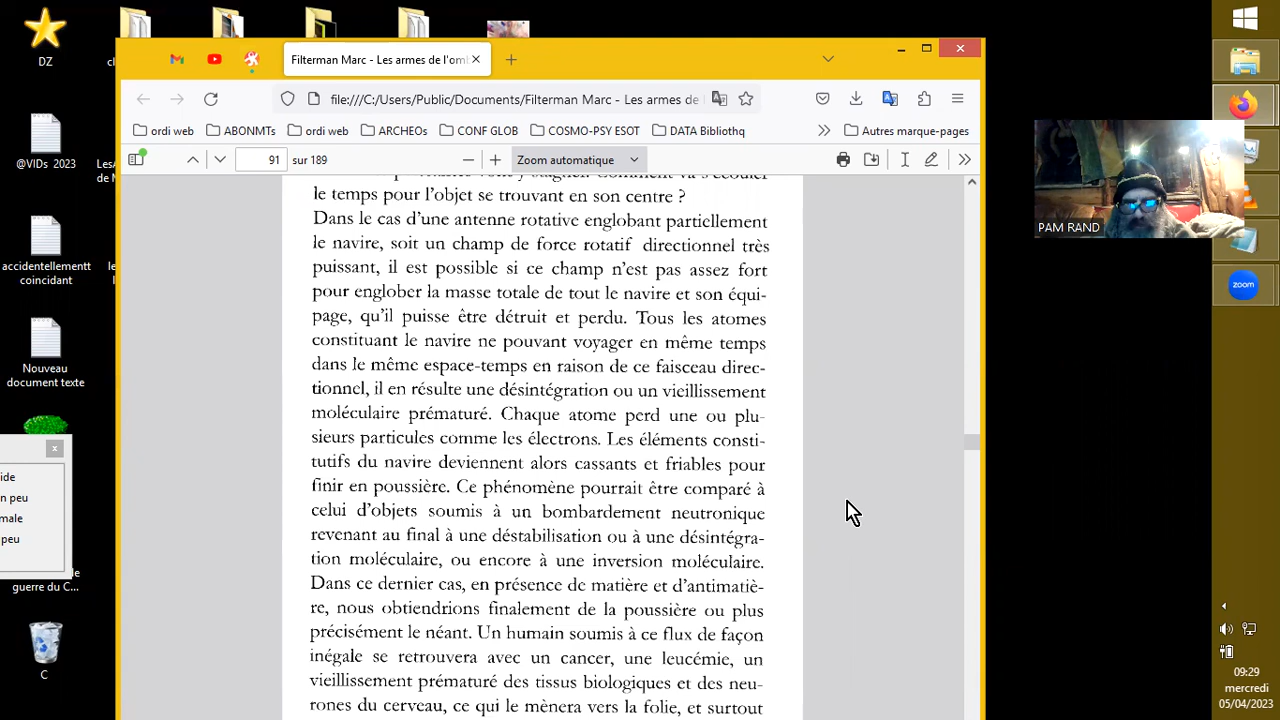 DZ
@VIDs 2023
accidentellementt
coincidant
Nouveau
document texte
ide
n peu
male
peu
guerre du C...
C
Filterman Marc - Les armes de l'oml
file:///C:/Users/Public/Documents/Filterman Marc - Les armes de
ordi web
ABONMTs
ordi web
ARCHEOs
CONF GLOB
COSMO-PSY ESOT
DATA Bibliothq
Autres marque-pages
91 sur 189
Zoom automatique
le temps pour l'objet se trouvant en son centre ?
Dans le cas d'une antenne rotative englobant partiellement
le navire, soit un champ de force rotatif directionnel très
puissant, il est possible si ce champ n'est pas assez fort
pour englober la masse totale de tout le navire et son équi-
page, qu'il puisse être détruit et perdu. Tous les atomes
constituant le navire ne pouvant voyager en même temps
dans le même espace-temps en raison de ce faisceau direc-
tionnel, il en résulte une désintégration ou un vieillissement
moléculaire prématuré. Chaque atome perd une ou plu-
sieurs particules comme les électrons. Les éléments consti-
tutifs du navire deviennent alors cassants et friables pour
finir en poussière. Ce phénomène pourrait être comparé à
celui d'objets soumis à un bombardement neutronique
revenant au final à une déstabilisation ou à une désintégra-
tion moléculaire, ou encore à une inversion moléculaire.
Dans ce dernier cas, en présence de matière et d'antimatiè-
re, nous obtiendrions finalement de la poussière ou plus
précisément le néant. Un humain soumis à ce flux de façon
inégale se retrouvera avec un cancer, une leucémie, un
vieillissement prématuré des tissus biologiques et des neu-
rones du cerveau, ce qui le mènera vers la folie, et surtout
PAM RAND
zoom
09:29
mercredi
05/04/2023